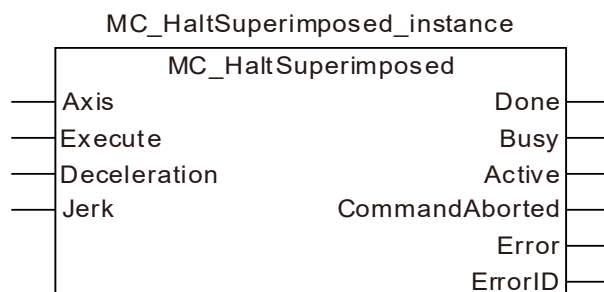 MC_HaltSuperimposed_instance
MC_HaltSuperimposed
Axis Done
Execute Busy
Deceleration Active
Jerk CommandAborted
Error
ErrorID